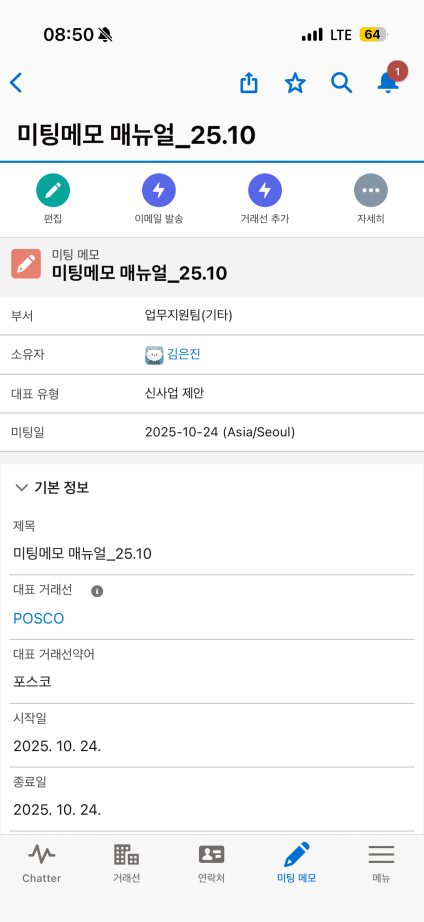 08:50
LTE 64
1
미팅메모 매뉴얼_25.10
편집 이메일 발송 거래선 추가 자세히
미팅 메모
미팅메모 매뉴얼_25.10
부서 업무지원팀(기타)
소유자 김은진
대표 유형 신사업 제안
미팅일 2025-10-24 (Asia/Seoul)
기본 정보
제목
미팅메모 매뉴얼_25.10
대표 거래선
POSCO
대표 거래선약어
포스코
시작일
2025. 10. 24.
종료일
2025. 10. 24.
Chatter 거래선 연락처 미팅 메모 메뉴